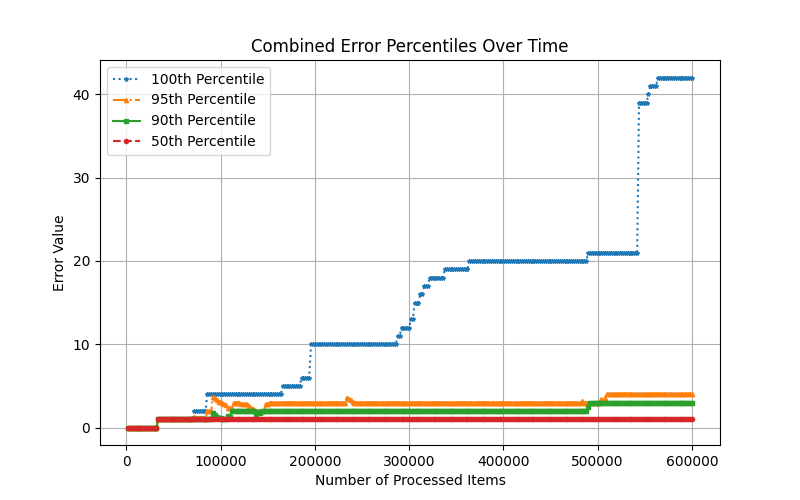 Combined Error Percentiles Over Time
100th Percentile
95th Percentile
90th Percentile
50th Percentile
Error Value
40
30
20
10
0
0 100000 200000 300000 400000 500000 600000
Number of Processed Items